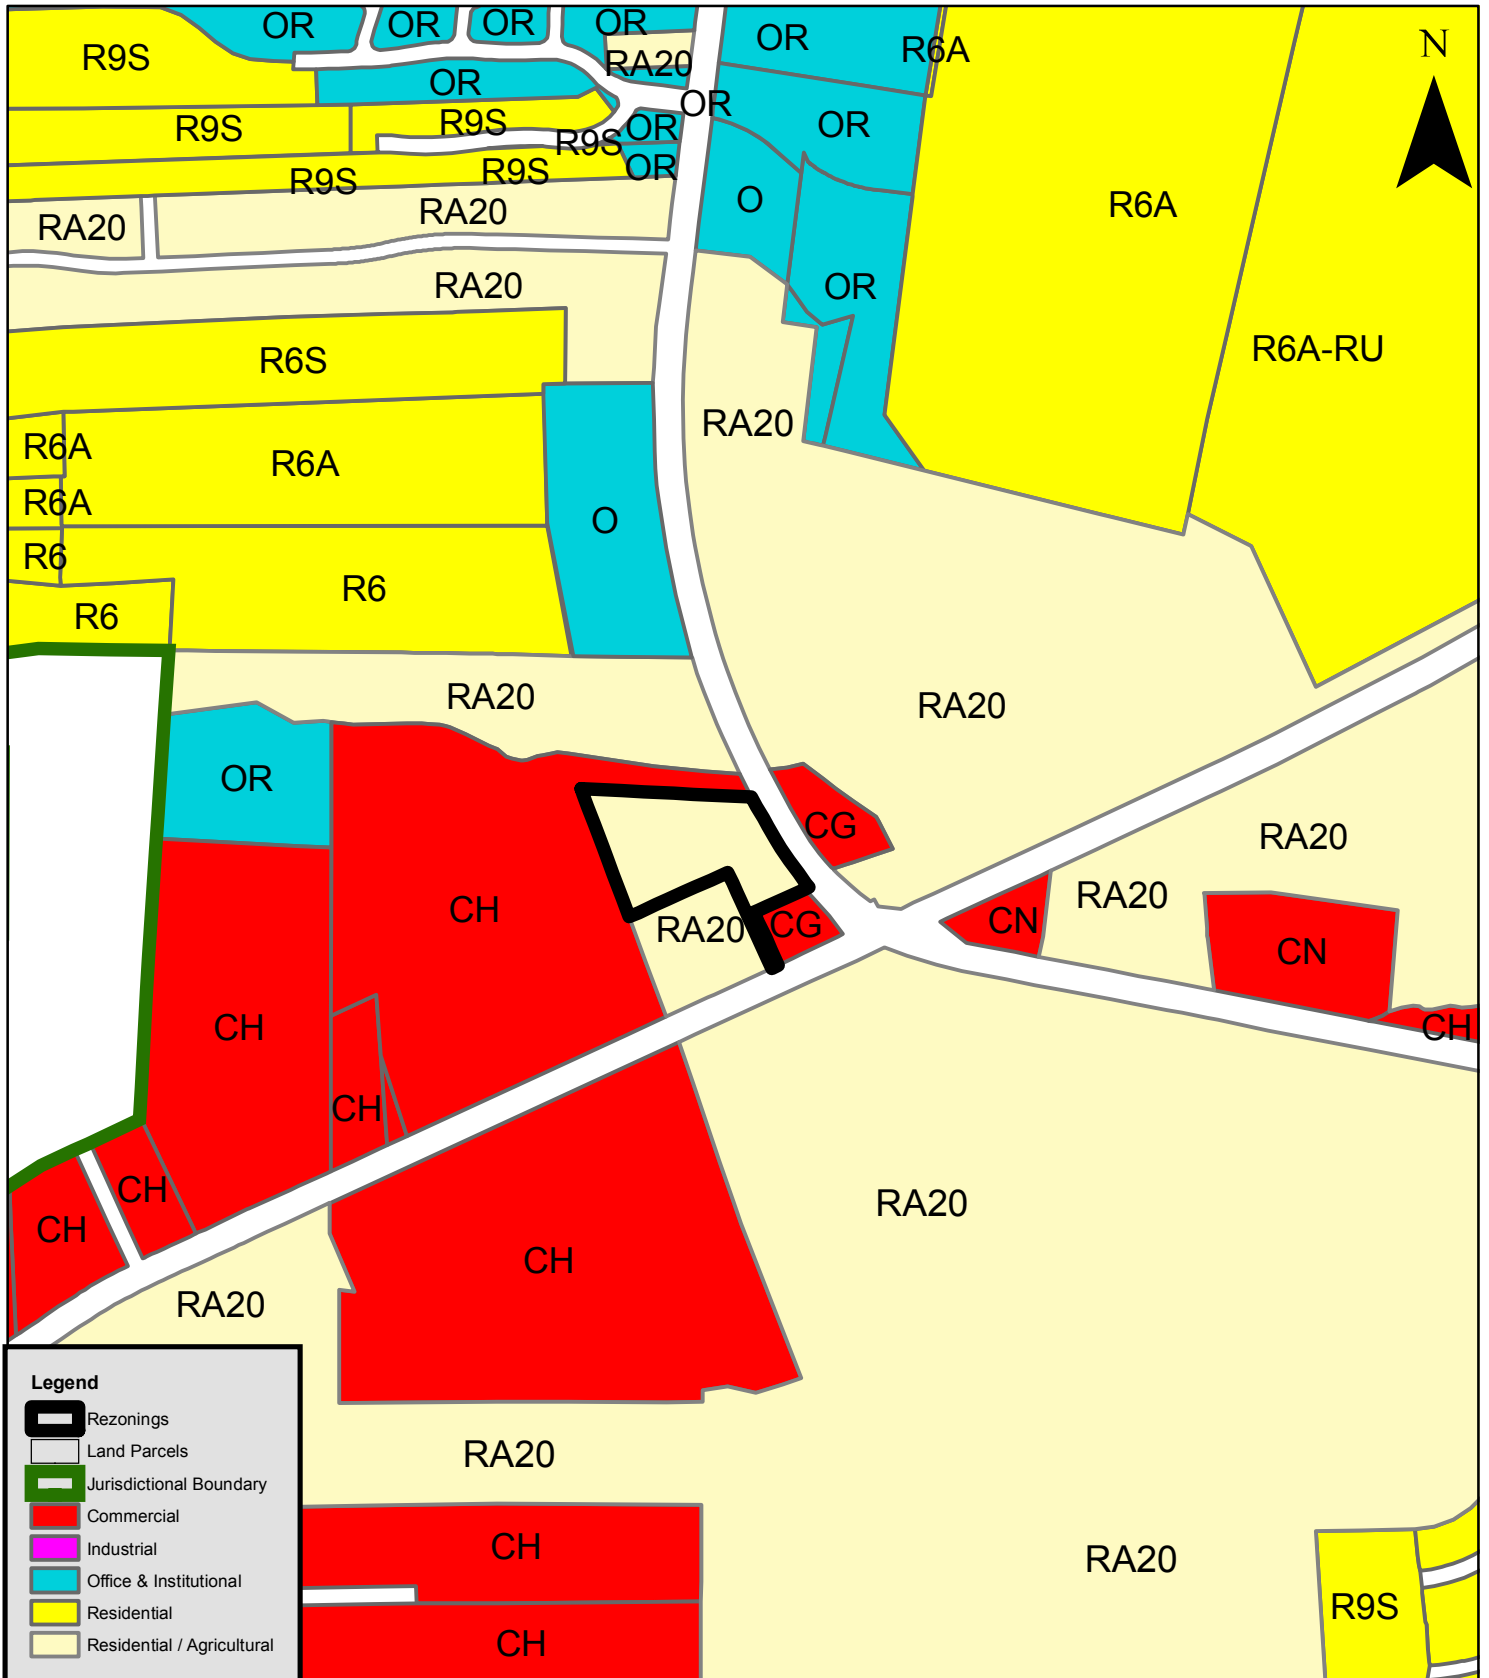 OR
OR
OR
OR
OR
R6A
N
R9S
RA20
OR
OR
R9S
R9S
OR
OR
R9S
OR
R9S
R9S
O
R6A
RA20
RA20
RA20
OR
R6S
R6A-RU
RA20
R6A
R6A
R6A
O
R6
R6
R6
RA20
RA20
OR
CG
RA20
RA20
CH
RA20
CG
CN
CN
CH
CH
CH
CH
CH
RA20
CH
RA20
Legend
Rezonings
Land Parcels
Jurisdictional Boundary
Commercial
Industrial
Office & Institutional
Residential
Residential / Agricultural
RA20
CH
RA20
R9S
CH